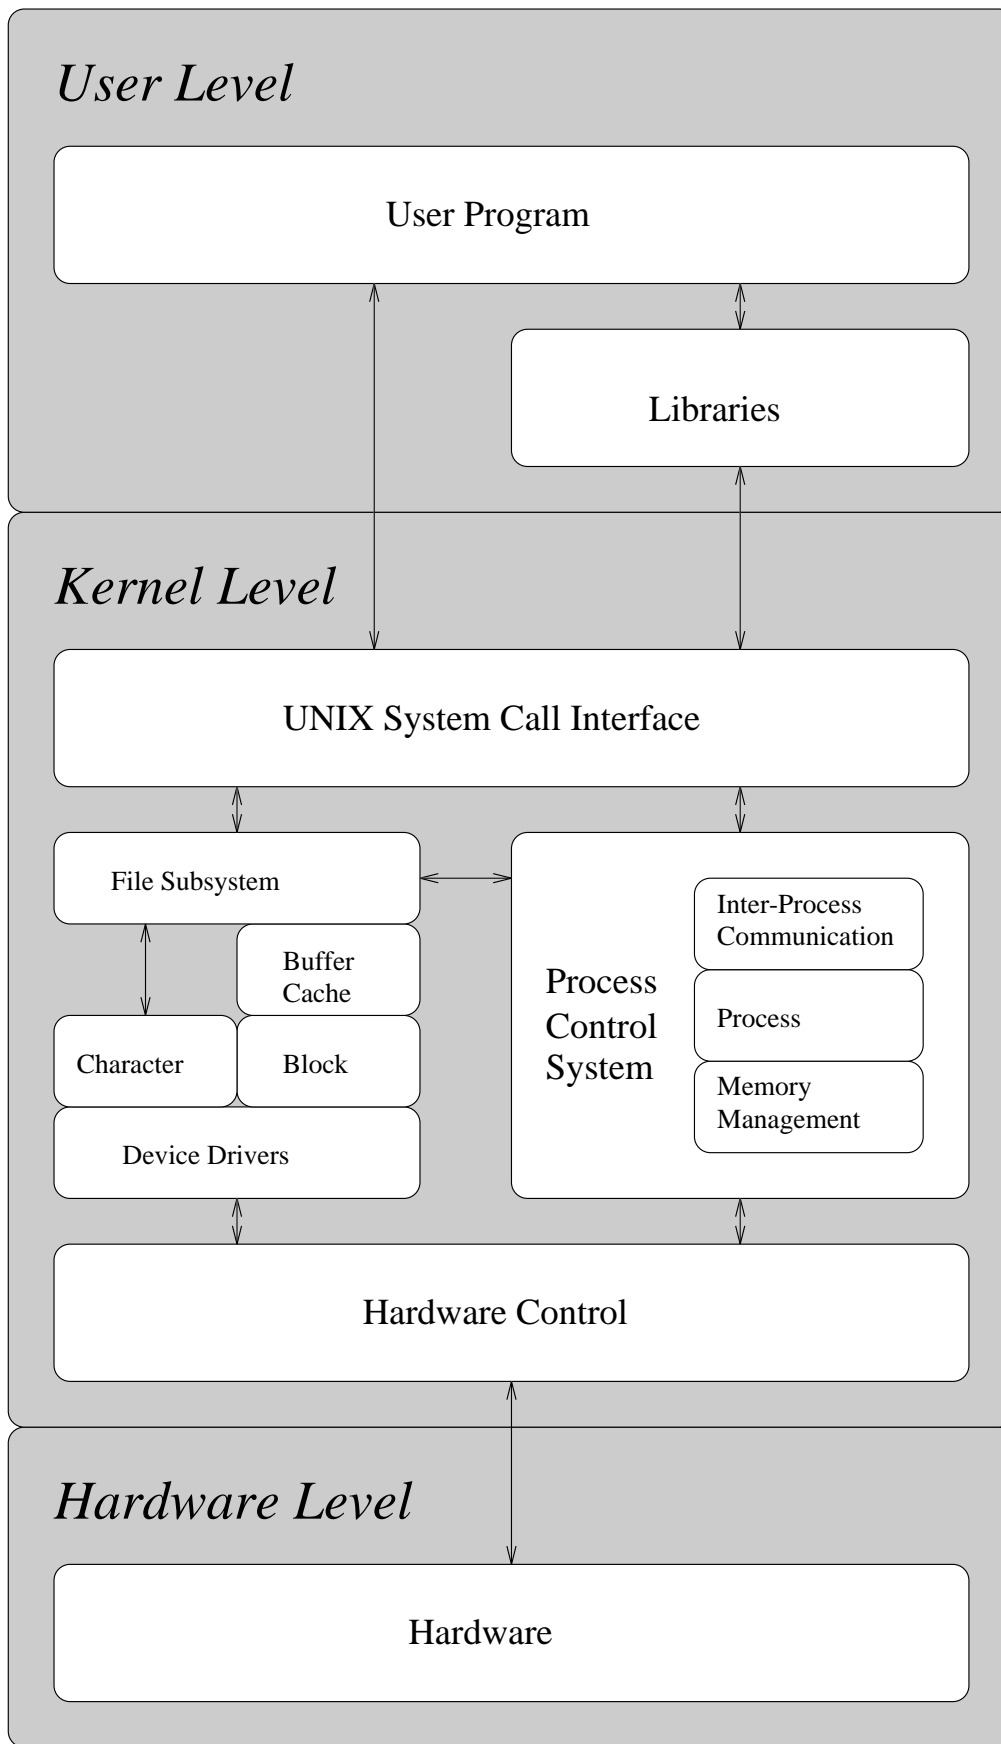 User Level
User Program
Libraries
Kernel Level
UNIX System Call Interface
File Subsystem
Buffer
Cache
Character
Block
Device Drivers
Process
Control
System
Inter-Process
Communication
Process
Memory
Management
Hardware Control
Hardware Level
Hardware